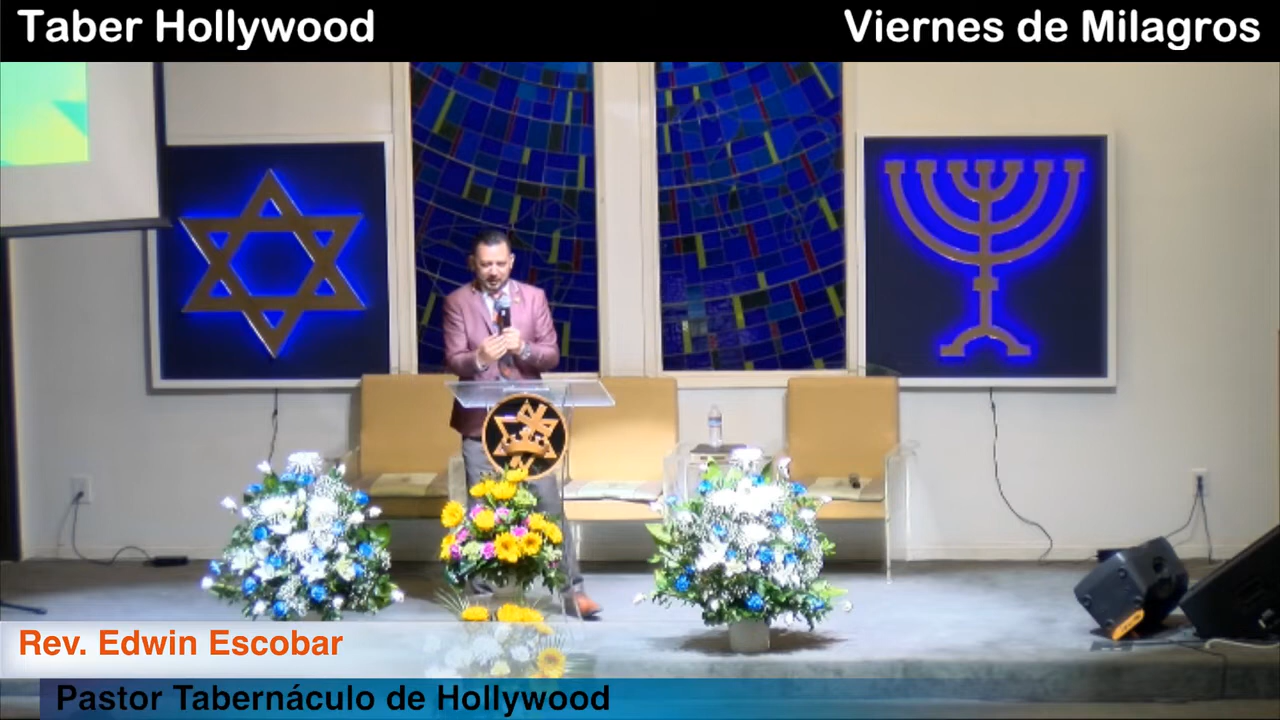 Taber Hollywood
Viernes de Milagros
Rev. Edwin Escobar
Pastor Tabernáculo de Hollywood